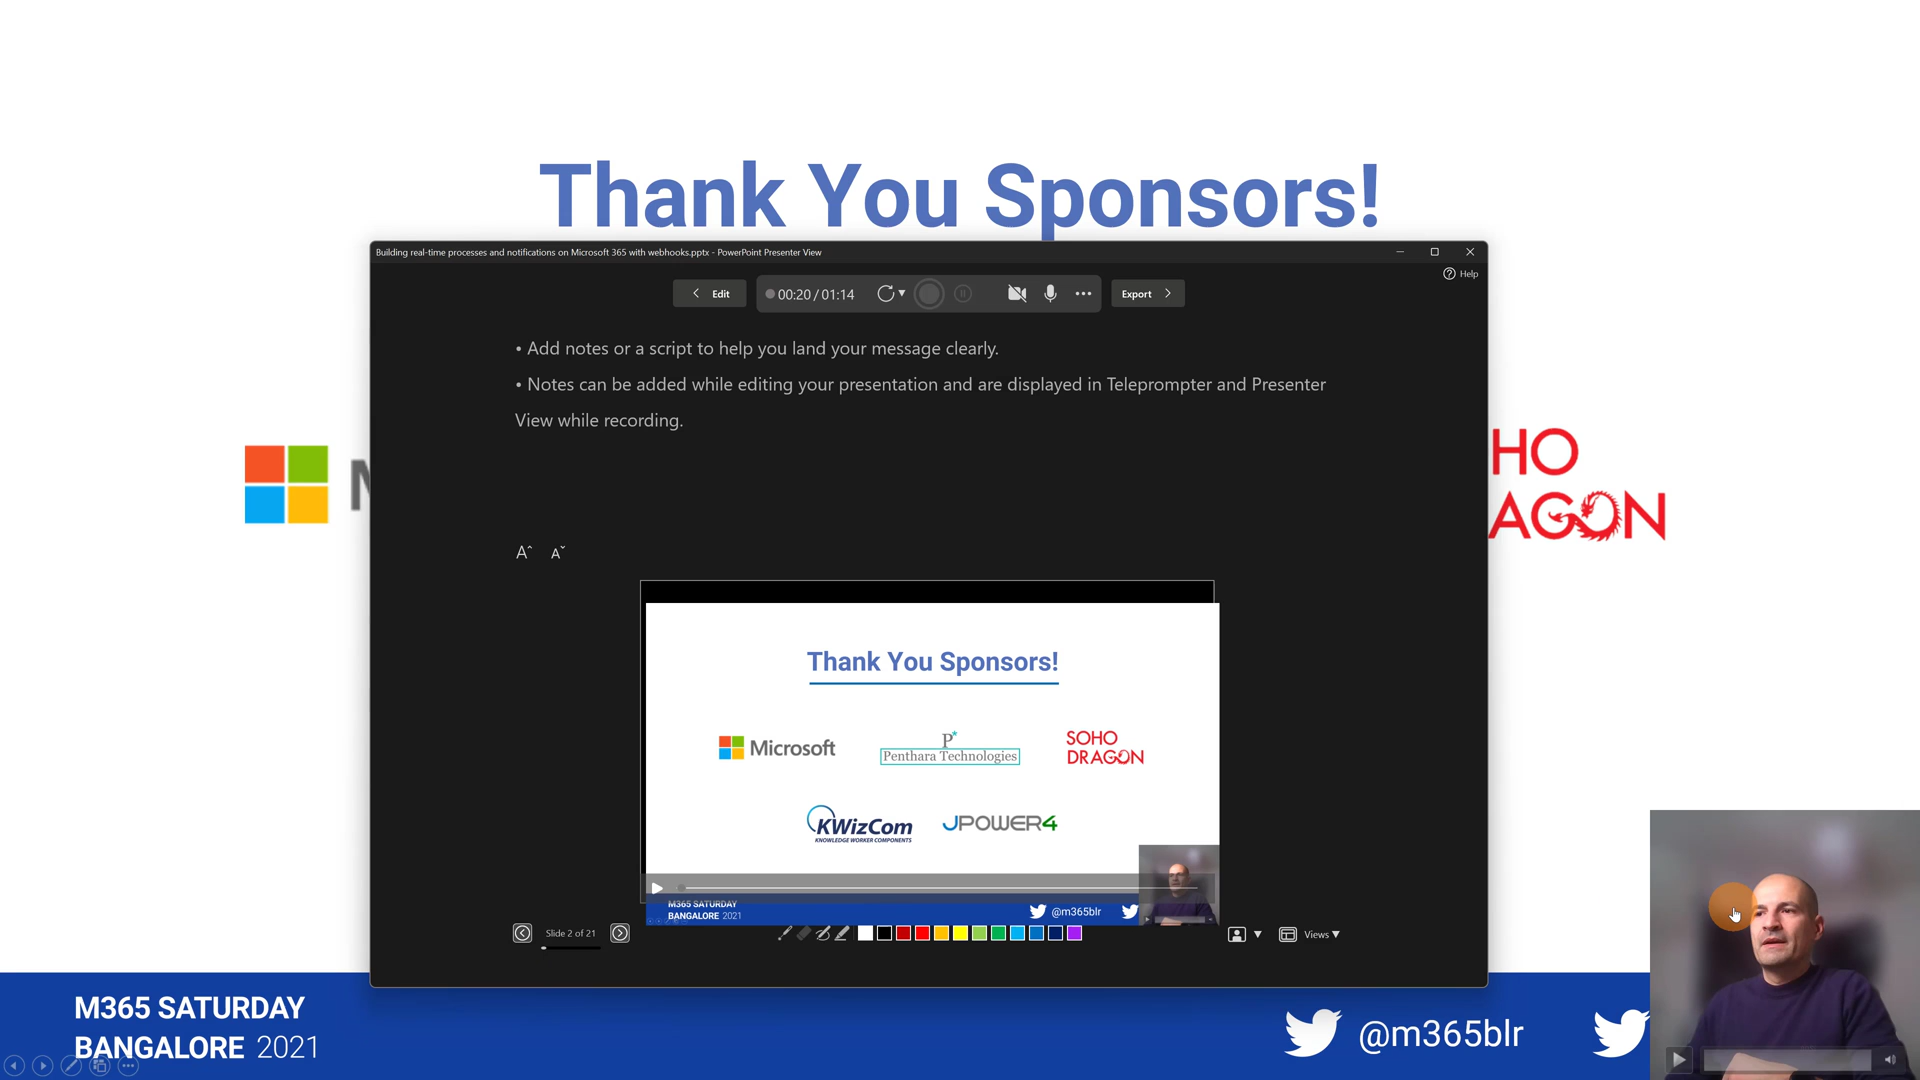 Thank You Sponsors!
Building real-time processes and notifications on Microsoft 365 with webhooks.pptx - PowerPoint Presenter View
Help
Edit
00:20 / 01:14
Export
• Add notes or a script to help you land your message clearly.
• Notes can be added while editing your presentation and are displayed in Teleprompter and Presenter
View while recording.
M
HO
AGON
A A
Thank You Sponsors!
Microsoft
P*
Penthara Technologies
SOHO
DRAGON
KWizCom
KNOWLEDGE WORKER COMPONENTS
JPOWER4
M365 SATURDAY
BANGALORE 2021
@m365blr
Slide 2 of 21
Views
M365 SATURDAY
BANGALORE 2021
@m365blr